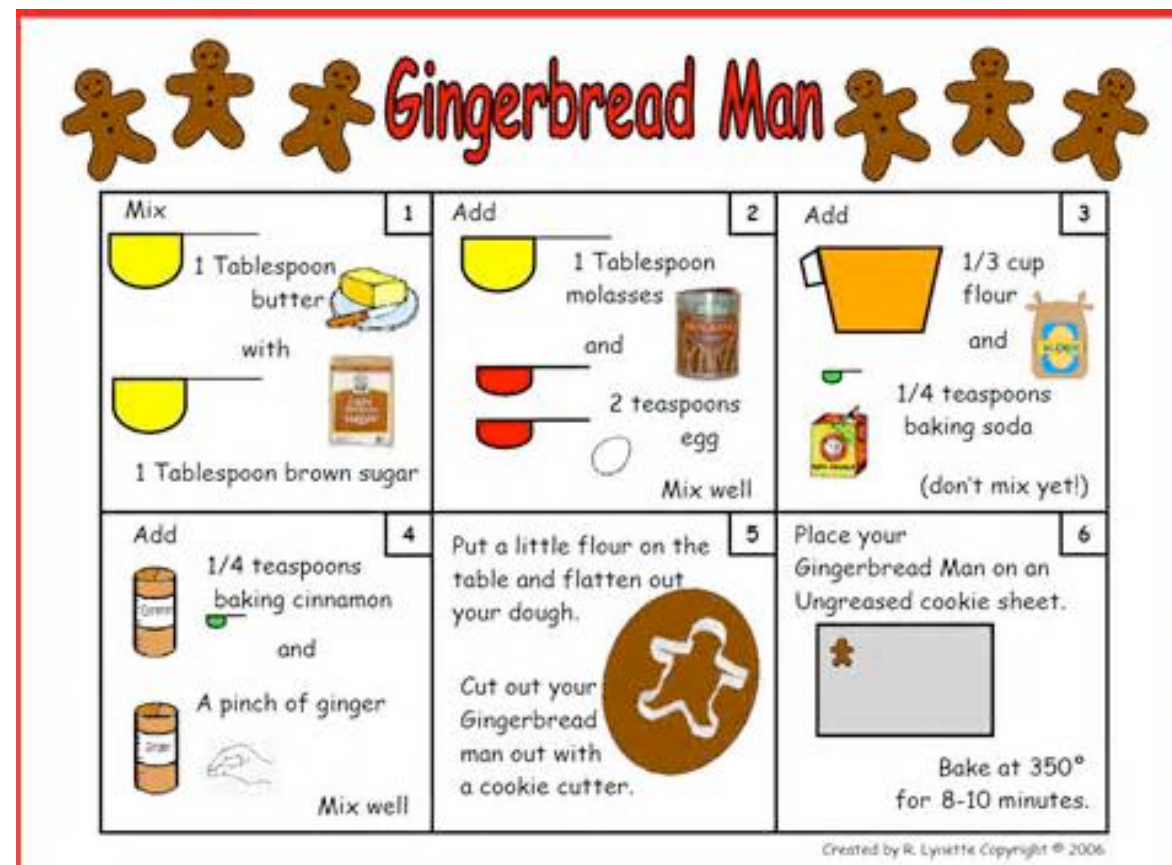 Gingerbread Man
Mix
1
1 Tablespoon
butter
with
sugar
1 Tablespoon brown sugar
Add
2
1 Tablespoon
molasses
and
2 teaspoons
egg
Mix well
Add
3
1/3 cup
flour
and
1/4 teaspoons
baking soda
(don't mix yet!)
Add
4
1/4 teaspoons
baking cinnamon
and
A pinch of ginger
Ginger
Mix well
5
Put a little flour on the
table and flatten out
your dough.
Cut out your
Gingerbread
man out with
a cookie cutter.
6
Place your
Gingerbread Man on an
Ungreased cookie sheet.
Bake at 350°
for 8-10 minutes.
Created by R. Lynette Copyright © 2006